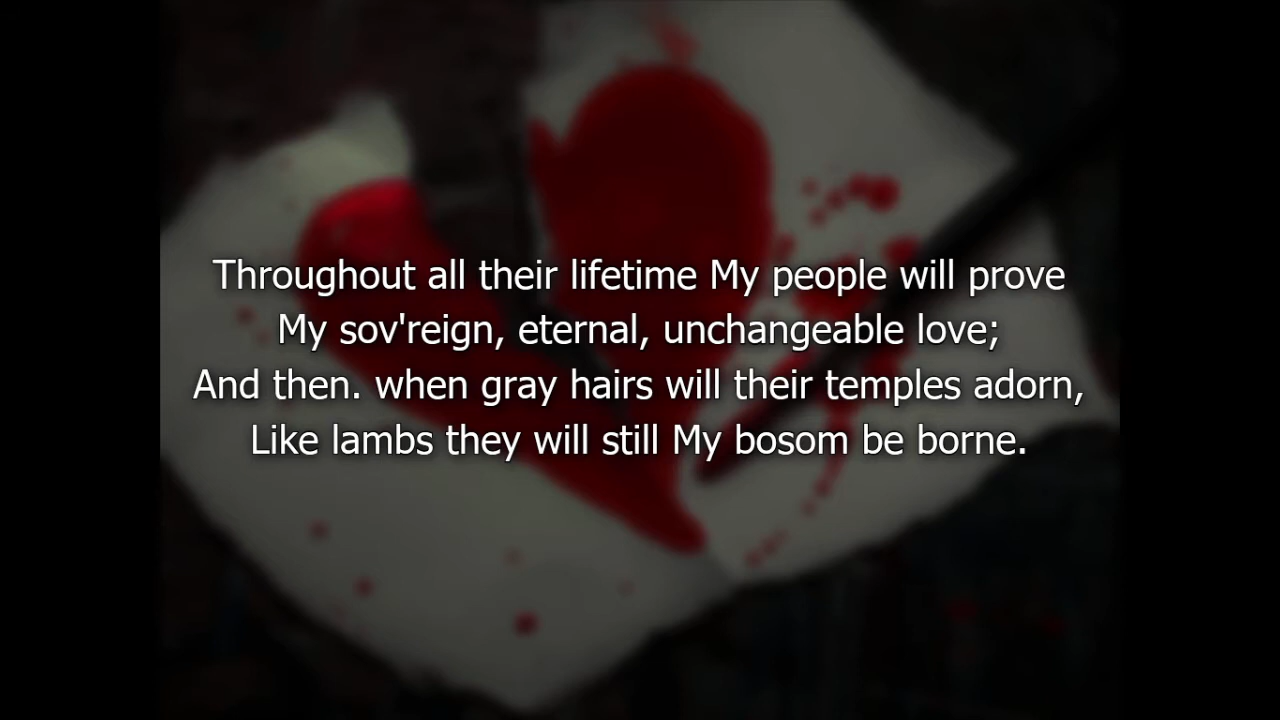 Throughout all their lifetime My people will prove
My sov'reign, eternal, unchangeable love;
And then. when gray hairs will their temples adorn,
Like lambs they will still My bosom be borne.